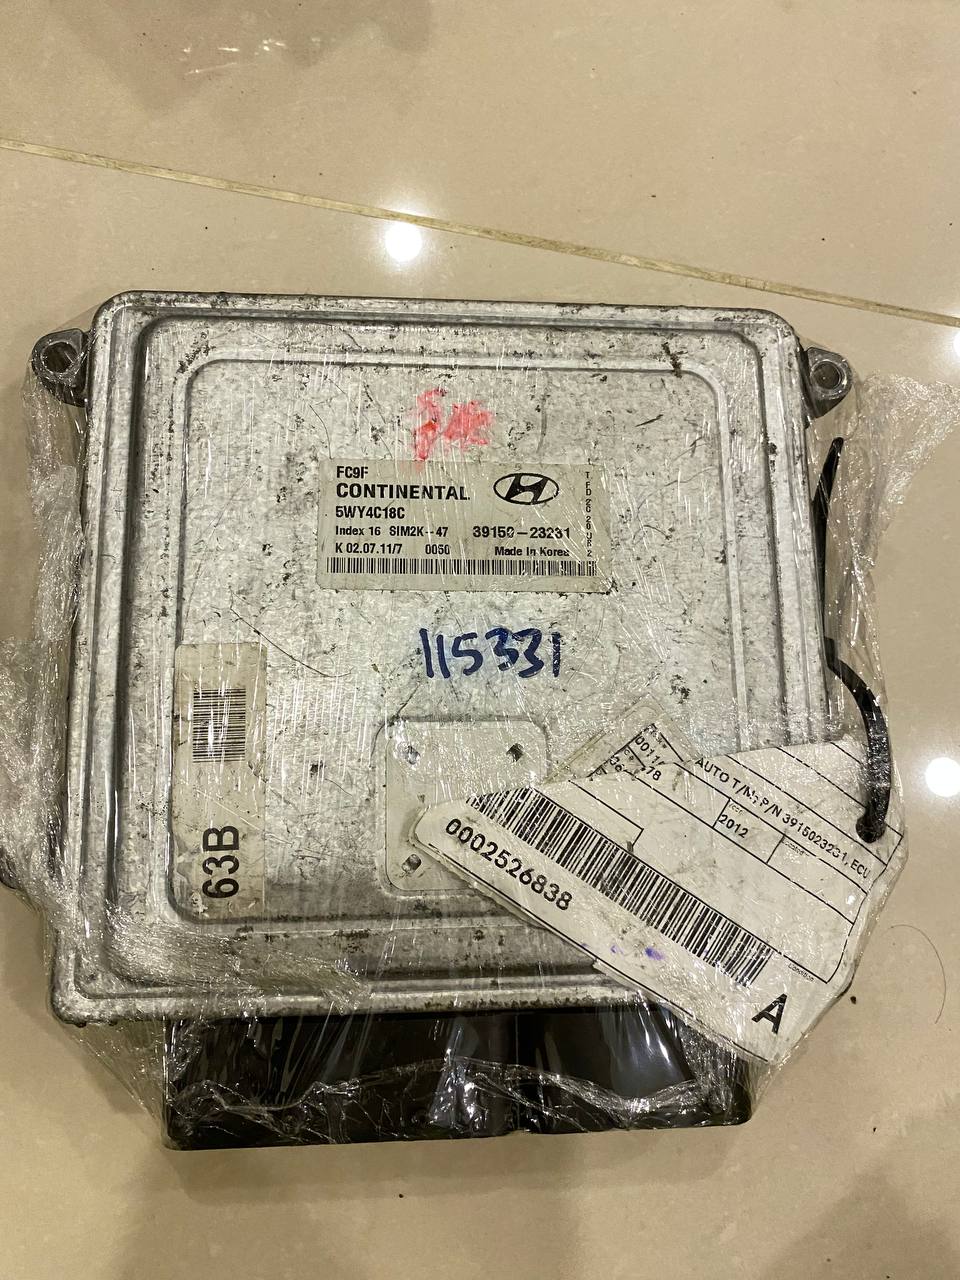 FC9F
CONTINENTAL
5WY4C18C
Index 16 SIM2K-47 39150-23231
K 02.07.11/7 0050 Made In Korea
115331
63B
AUTO T/M, P/N 3915023231, ECU
2012
0002526838
A